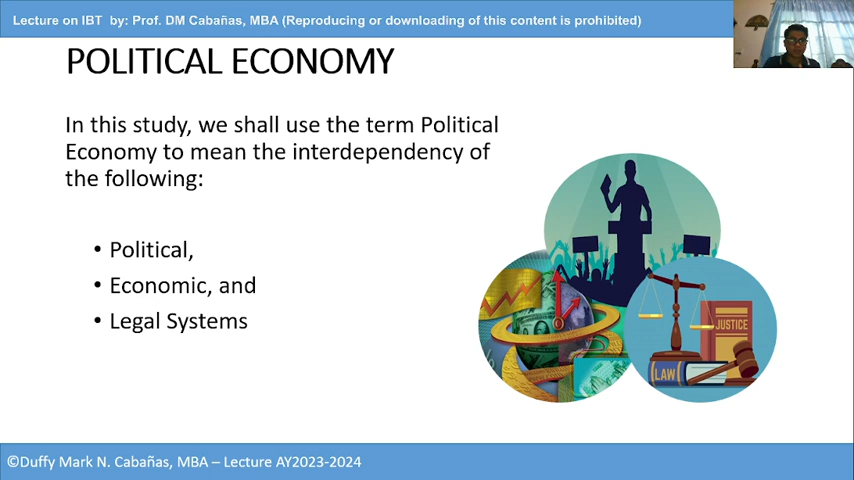 Lecture on IBT by: Prof. DM Cabañas, MBA (Reproducing or downloading of this content is prohibited)
POLITICAL ECONOMY
In this study, we shall use the term Political
Economy to mean the interdependency of
the following:
• Political,
• Economic, and
• Legal Systems
JUSTICE
LAW
©Duffy Mark N. Cabañas, MBA – Lecture AY2023-2024